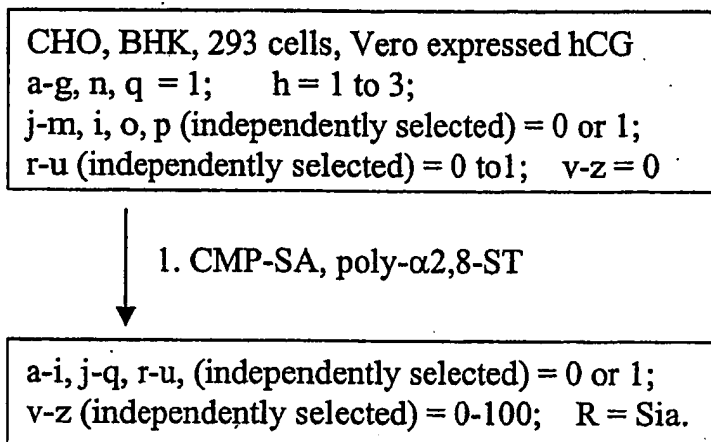 CHO, BHK, 293 cells, Vero expressed hCG
a-g, n, q = 1; h = 1 to 3;
j-m, i, o, p (independently selected) = 0 or 1;
r-u (independently selected) = 0 to1; v-z = 0
1. CMP-SA, poly-α2,8-ST
a-i, j-q, r-u, (independently selected) = 0 or 1;
v-z (independently selected) = 0-100; R = Sia.